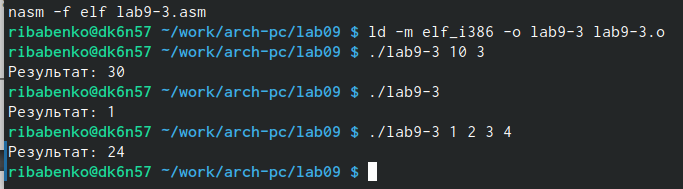 nasm -f elf lab9-3.asm
ribabenko@dk6n57 ~/work/arch-pc/lab09 $ ld -m elf_i386 -o lab9-3 lab9-3.o
ribabenko@dk6n57 ~/work/arch-pc/lab09 $ ./lab9-3 10 3
Результат: 30
ribabenko@dk6n57 ~/work/arch-pc/lab09 $ ./lab9-3
Результат: 1
ribabenko@dk6n57 ~/work/arch-pc/lab09 $ ./lab9-3 1 2 3 4
Результат: 24
ribabenko@dk6n57 ~/work/arch-pc/lab09 $